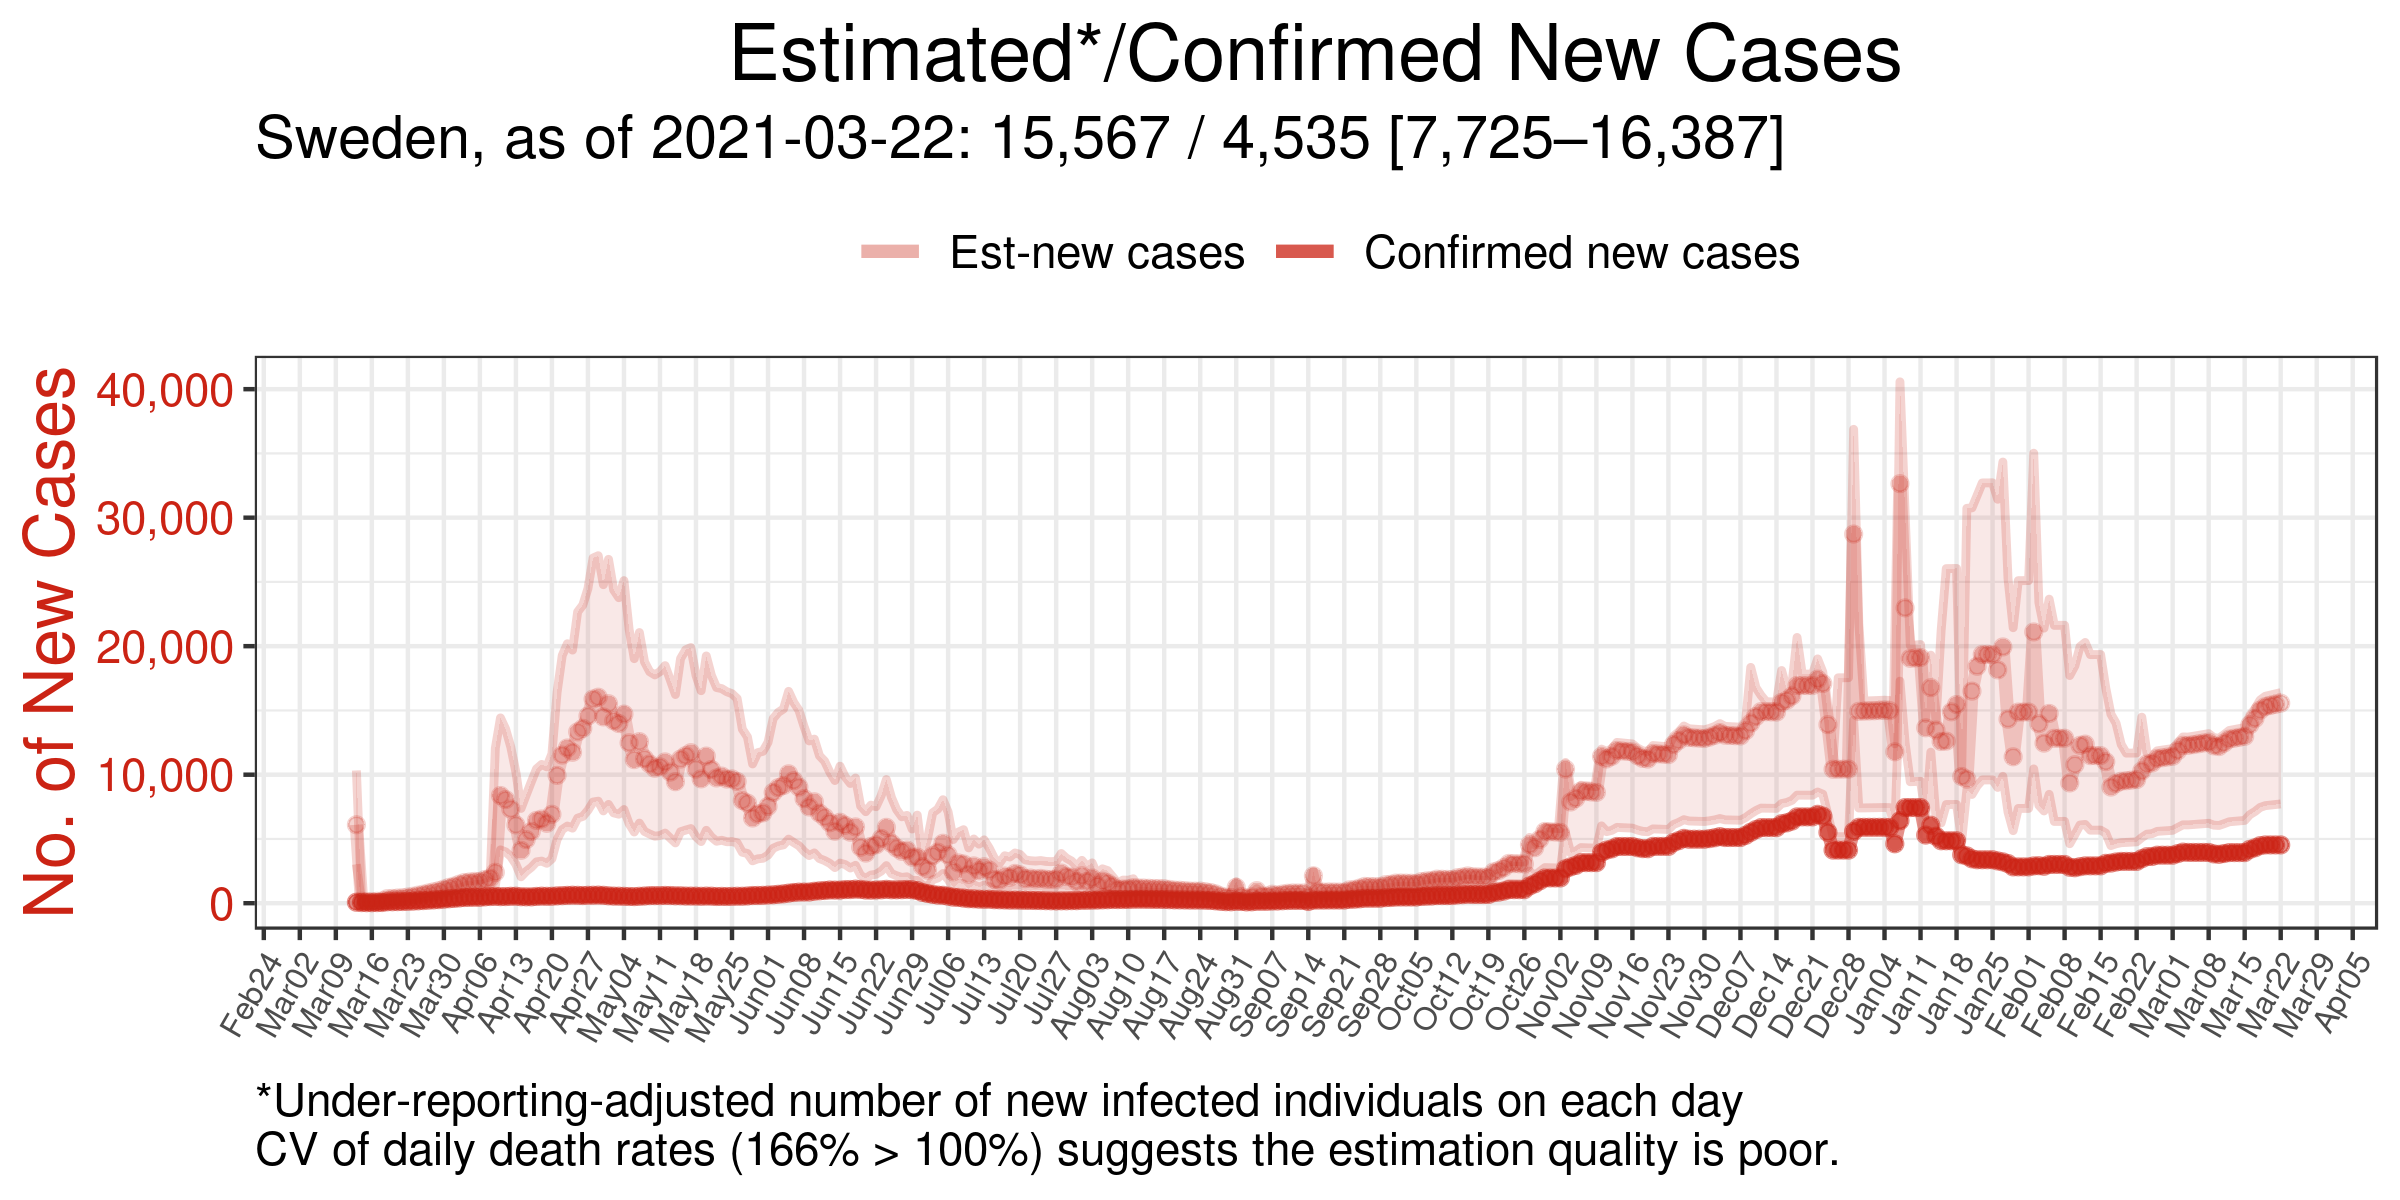 Estimated*/Confirmed New Cases
Sweden, as of 2021-03-22: 15,567 / 4,535 [7,725–16,387]
Est-new cases Confirmed new cases
No. of New Cases
40,000
30,000
20,000
10,000
0
Feb24 Mar02 Mar09 Mar16 Mar23 Mar30 Apr06 Apr13 Apr20 Apr27 May04 May11 May18 May25 Jun01 Jun08 Jun15 Jun22 Jun29 Jul06 Jul13 Jul20 Jul27 Aug03 Aug10 Aug17 Aug24 Aug31 Sep07 Sep14 Sep21 Sep28 Oct05 Oct12 Oct19 Oct26 Nov02 Nov09 Nov16 Nov23 Nov30 Dec07 Dec14 Dec21 Dec28 Jan04 Jan11 Jan18 Jan25 Feb01 Feb08 Feb15 Feb22 Mar01 Mar08 Mar15 Mar22 Mar29 Apr05
*Under-reporting-adjusted number of new infected individuals on each day
CV of daily death rates (166% > 100%) suggests the estimation quality is poor.